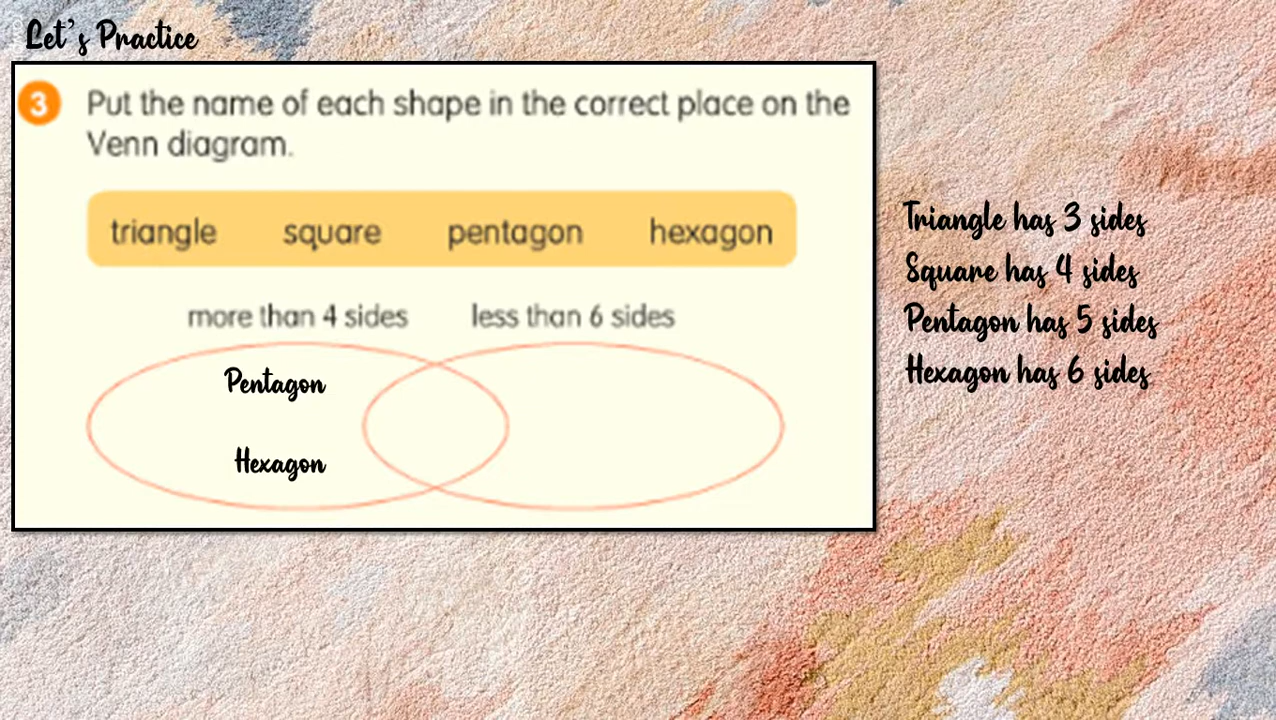 Let's Practice
3 Put the name of each shape in the correct place on the
Venn diagram.
triangle square pentagon hexagon
more than 4 sides less than 6 sides
Pentagon
Hexagon
Triangle has 3 sides
Square has 4 sides
Pentagon has 5 sides
Hexagon has 6 sides